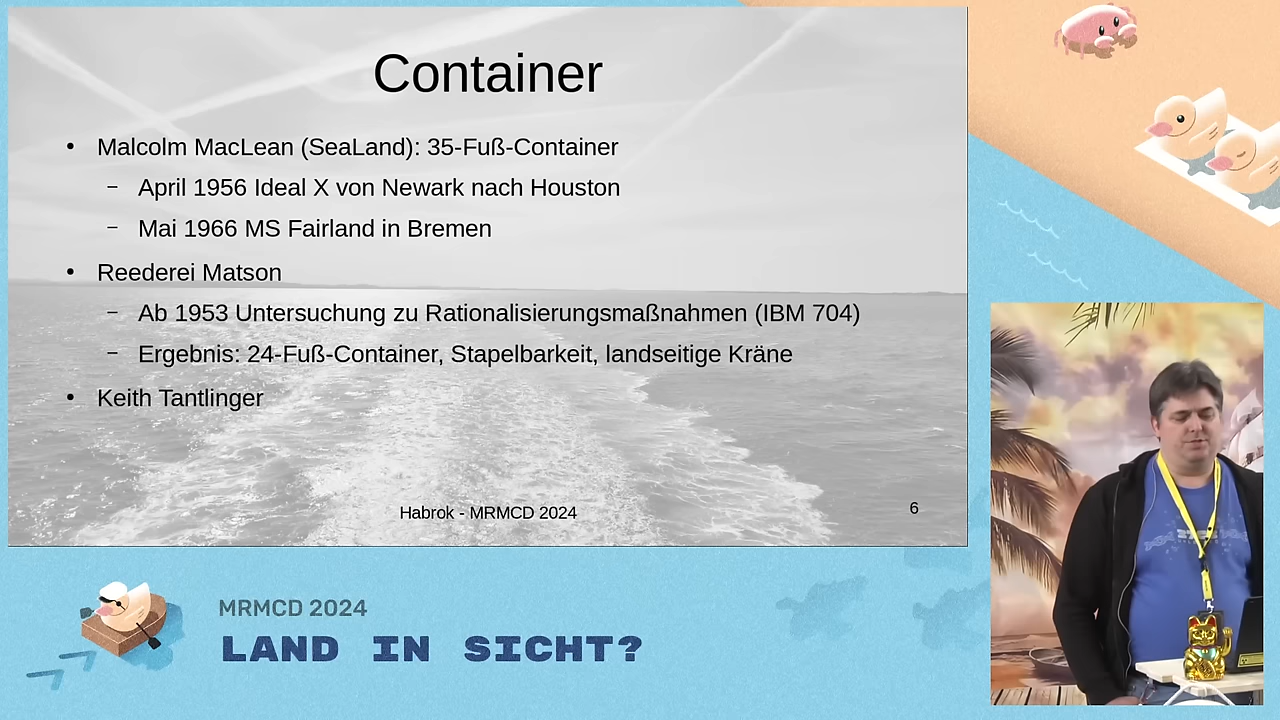 Container
• Malcolm MacLean (SeaLand): 35-Fuß-Container
– April 1956 Ideal X von Newark nach Houston
– Mai 1966 MS Fairland in Bremen
• Reederei Matson
– Ab 1953 Untersuchung zu Rationalisierungsmaßnahmen (IBM 704)
– Ergebnis: 24-Fuß-Container, Stapelbarkeit, landseitige Kräne
• Keith Tantlinger
Habrok - MRMCD 2024
6
MRMCD 2024
LAND IN SICHT?